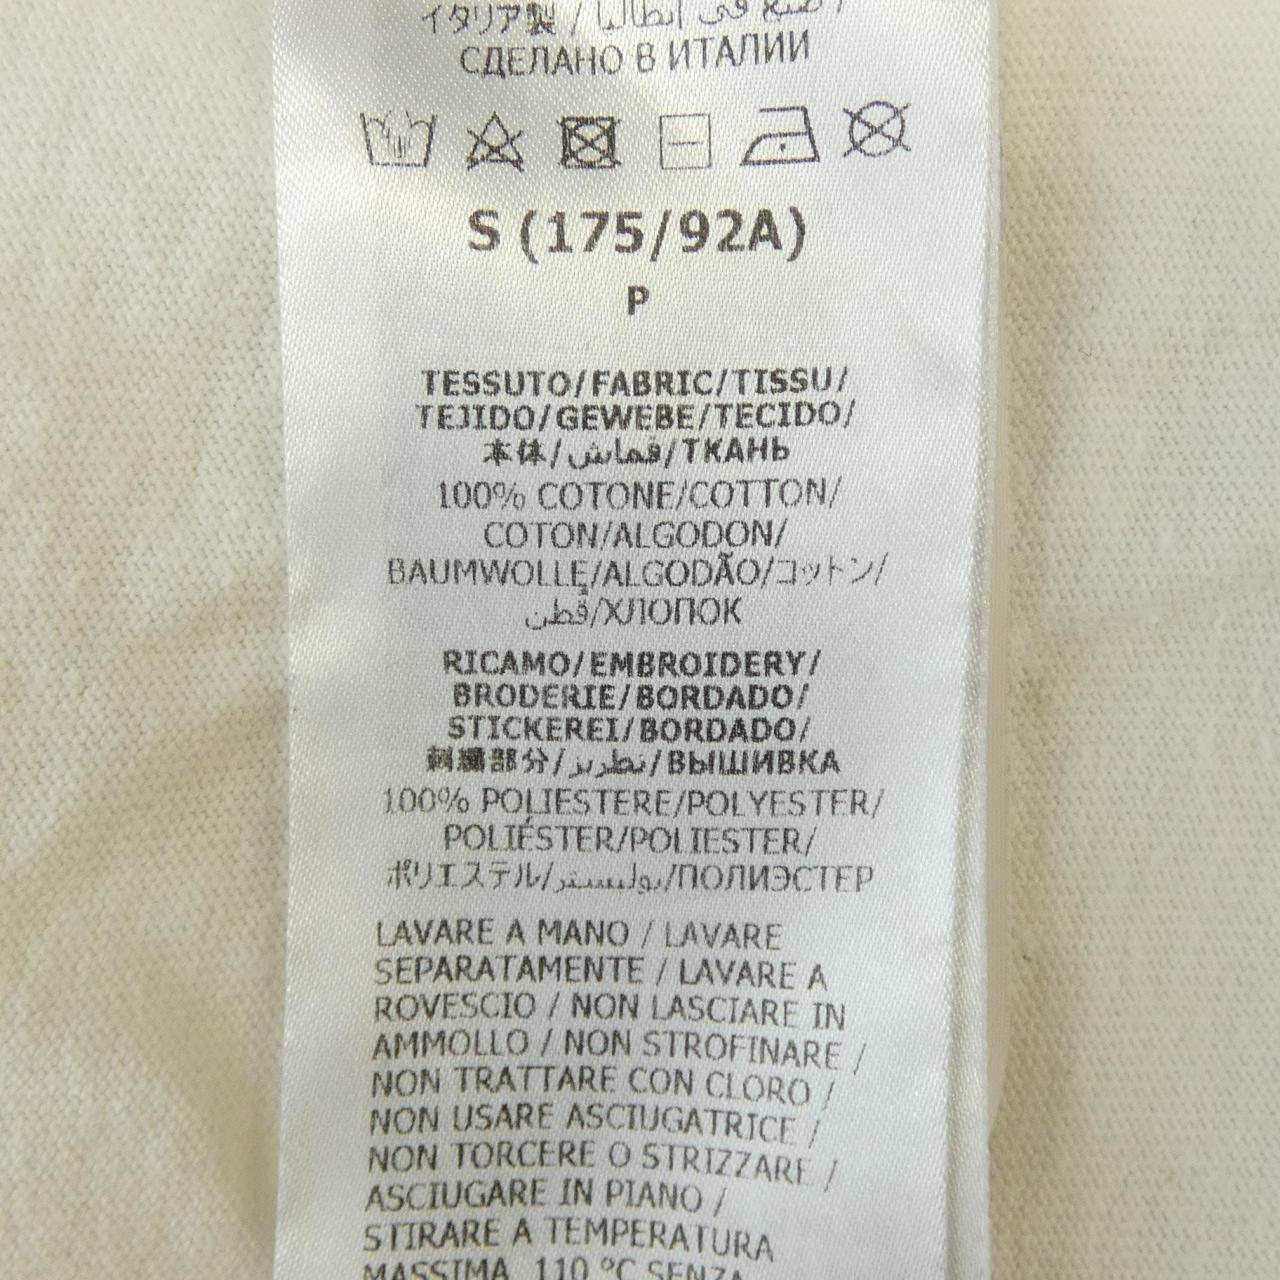 イタリア製 / صنع في إيطاليا /
СДЕЛАНО В ИТАЛИИ
S (175/92A)
P
TESSUTO/FABRIC/TISSU/
TEJIDO/GEWEBE/TECIDO/
本体/قماش/ТКАНЬ
100% COTONE/COTTON/
COTON/ALGODON/
BAUMWOLLE/ALGODÃO/コットン/
قطن/ХЛОПОК
RICAMO/EMBROIDERY/
BRODERIE/BORDADO/
STICKEREI/BORDADO/
刺繍部分/تطريز/ВЫШИВКА
100% POLIESTERE/POLYESTER/
POLIÉSTER/POLIESTER/
ポリエステル/بوليستر/ПОЛИЭСТЕР
LAVARE A MANO / LAVARE
SEPARATAMENTE / LAVARE A
ROVESCIO / NON LASCIARE IN
AMMOLLO / NON STROFINARE /
NON TRATTARE CON CLORO /
NON USARE ASCIUGATRICE /
NON TORCERE O STRIZZARE /
ASCIUGARE IN PIANO /
STIRARE A TEMPERATURA
MASSIMA 110 °C SENZA